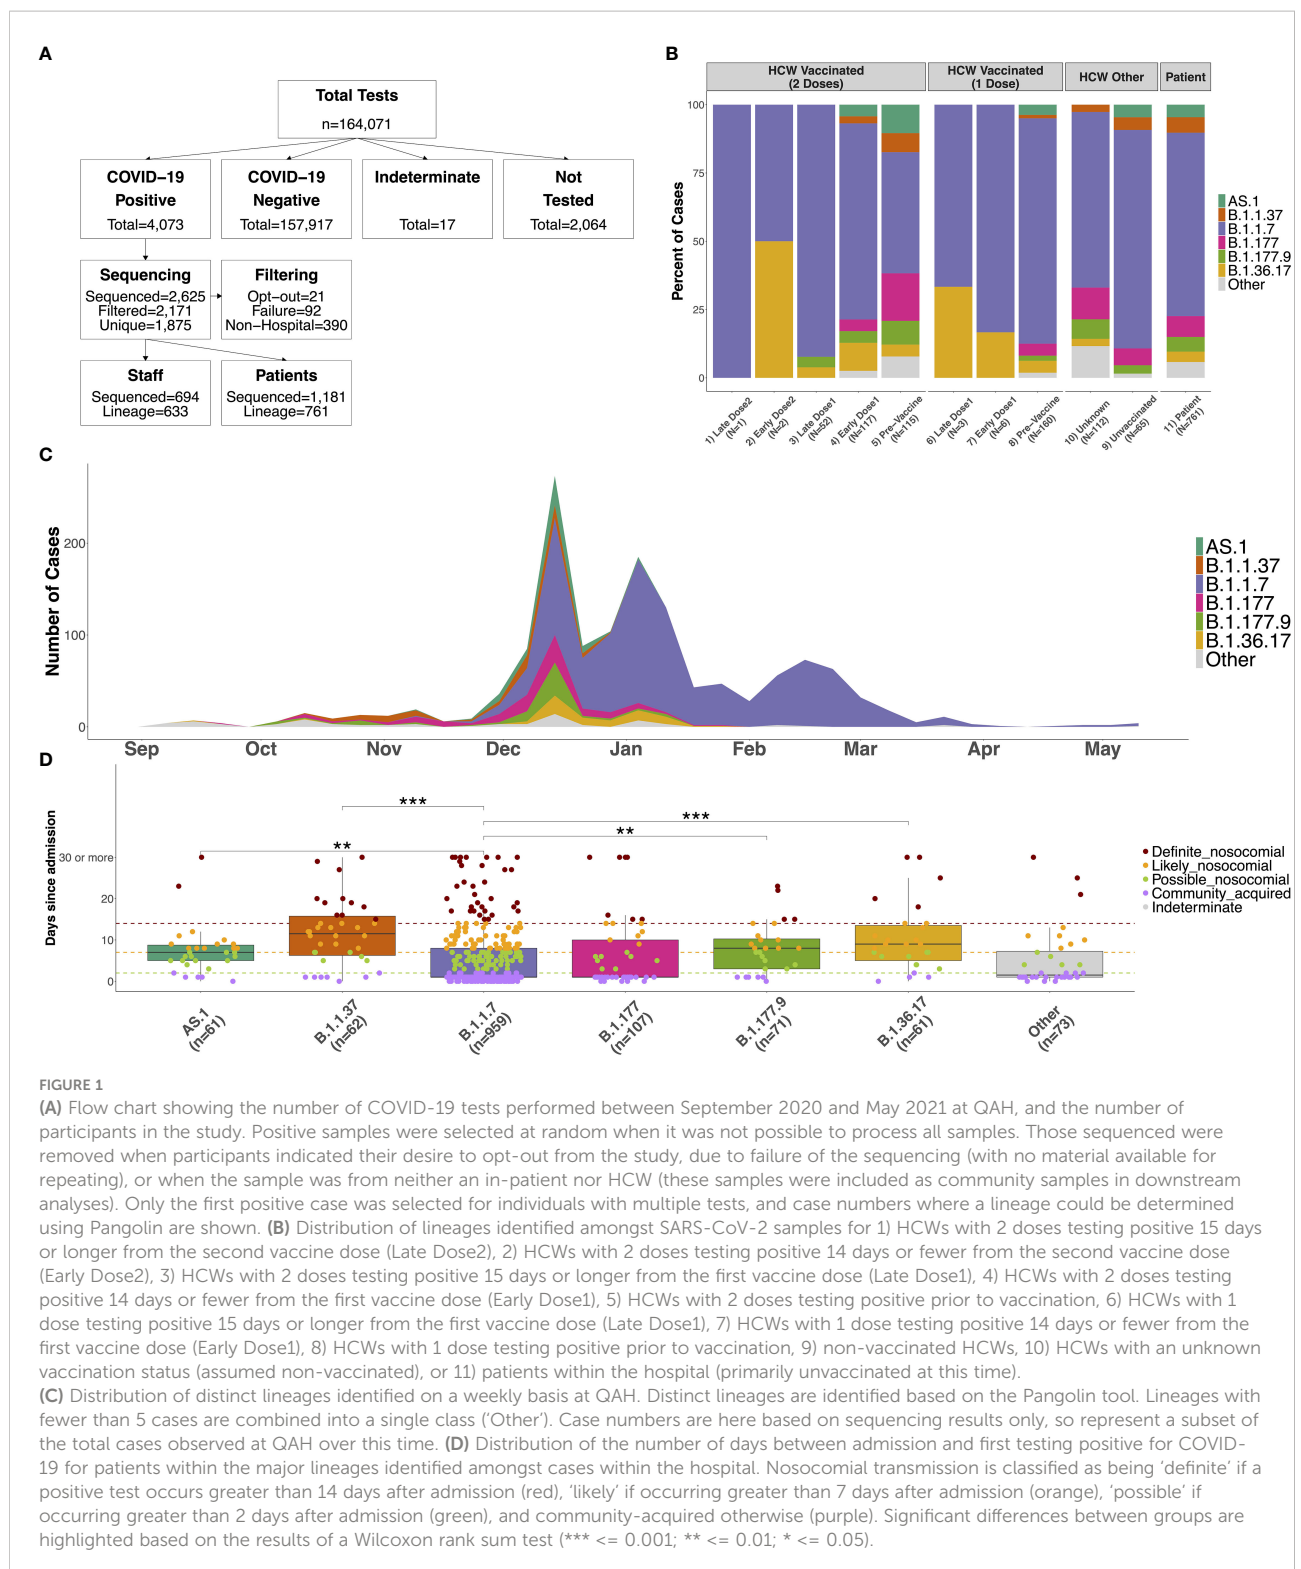 A
Total Tests
n=164,071
COVID−19
Positive
Total=4,073
COVID−19
Negative
Total=157,917
Indeterminate
Total=17
Not
Tested
Total=2,064
Sequencing
Sequenced=2,625
Filtered=2,171
Unique=1,875
Filtering
Opt−out=21
Failure=92
Non−Hospital=390
Staff
Sequenced=694
Lineage=633
Patients
Sequenced=1,181
Lineage=761
B
HCW Vaccinated
(2 Doses)
HCW Vaccinated
(1 Dose)
HCW Other
Patient
Percent of Cases
100
75
50
25
0
1) Late Dose2
(N=1)
2) Early Dose2
(N=2)
3) Late Dose1
(N=52)
4) Early Dose1
(N=117)
5) Pre−Vaccine
(N=115)
6) Late Dose1
(N=3)
7) Early Dose1
(N=6)
8) Pre−Vaccine
(N=160)
10) Unknown
(N=112)
9) Unvaccinated
(N=65)
11) Patient
(N=761)
AS.1
B.1.1.37
B.1.1.7
B.1.177
B.1.177.9
B.1.36.17
Other
C
Number of Cases
200
100
0
Sep
Oct
Nov
Dec
Jan
Feb
Mar
Apr
May
AS.1
B.1.1.37
B.1.1.7
B.1.177
B.1.177.9
B.1.36.17
Other
D
Days since admission
30 or more
20
10
0
***
***
**
**
AS.1
(n=61)
B.1.1.37
(n=62)
B.1.1.7
(n=959)
B.1.177
(n=107)
B.1.177.9
(n=71)
B.1.36.17
(n=61)
Other
(n=73)
Definite_nosocomial
Likely_nosocomial
Possible_nosocomial
Community_acquired
Indeterminate
FIGURE 1
(A) Flow chart showing the number of COVID-19 tests performed between September 2020 and May 2021 at QAH, and the number of
participants in the study. Positive samples were selected at random when it was not possible to process all samples. Those sequenced were
removed when participants indicated their desire to opt-out from the study, due to failure of the sequencing (with no material available for
repeating), or when the sample was from neither an in-patient nor HCW (these samples were included as community samples in downstream
analyses). Only the first positive case was selected for individuals with multiple tests, and case numbers where a lineage could be determined
using Pangolin are shown. (B) Distribution of lineages identified amongst SARS-CoV-2 samples for 1) HCWs with 2 doses testing positive 15 days
or longer from the second vaccine dose (Late Dose2), 2) HCWs with 2 doses testing positive 14 days or fewer from the second vaccine dose
(Early Dose2), 3) HCWs with 2 doses testing positive 15 days or longer from the first vaccine dose (Late Dose1), 4) HCWs with 2 doses testing
positive 14 days or fewer from the first vaccine dose (Early Dose1), 5) HCWs with 2 doses testing positive prior to vaccination, 6) HCWs with 1
dose testing positive 15 days or longer from the first vaccine dose (Late Dose1), 7) HCWs with 1 dose testing positive 14 days or fewer from the
first vaccine dose (Early Dose1), 8) HCWs with 1 dose testing positive prior to vaccination, 9) non-vaccinated HCWs, 10) HCWs with an unknown
vaccination status (assumed non-vaccinated), or 11) patients within the hospital (primarily unvaccinated at this time).
(C) Distribution of distinct lineages identified on a weekly basis at QAH. Distinct lineages are identified based on the Pangolin tool. Lineages with
fewer than 5 cases are combined into a single class (‘Other’). Case numbers are here based on sequencing results only, so represent a subset of
the total cases observed at QAH over this time. (D) Distribution of the number of days between admission and first testing positive for COVID-
19 for patients within the major lineages identified amongst cases within the hospital. Nosocomial transmission is classified as being ‘definite’ if a
positive test occurs greater than 14 days after admission (red), ‘likely’ if occurring greater than 7 days after admission (orange), ‘possible’ if
occurring greater than 2 days after admission (green), and community-acquired otherwise (purple). Significant differences between groups are
highlighted based on the results of a Wilcoxon rank sum test (*** <= 0.001; ** <= 0.01; * <= 0.05).